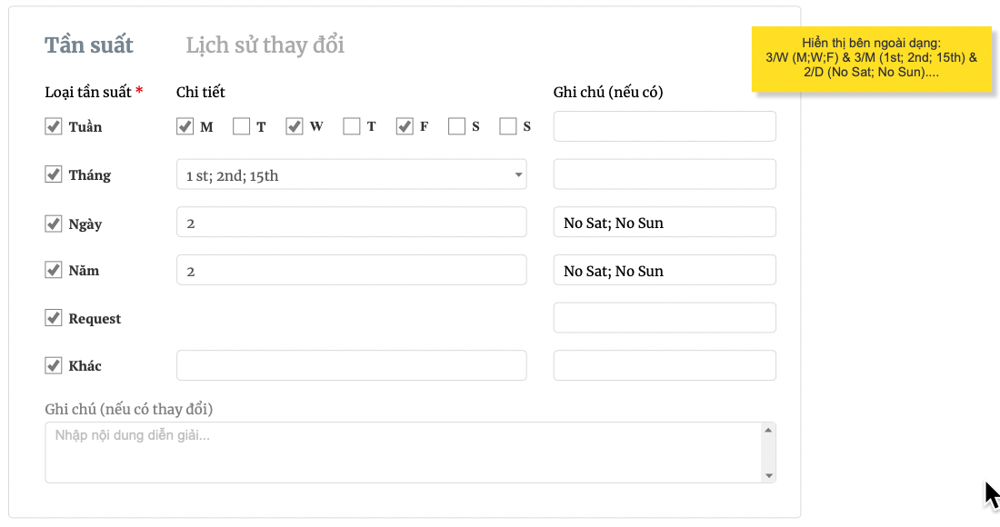 Tần suất Lịch sử thay đổi
Hiển thị bên ngoài dạng:
3/W (M;W;F) & 3/M (1st; 2nd; 15th) &
2/D (No Sat; No Sun)....
Loại tần suất * Chi tiết Ghi chú (nếu có)
Tuần M T W T F S S
Tháng 1 st; 2nd; 15th
Ngày 2 No Sat; No Sun
Năm 2 No Sat; No Sun
Request
Khác
Ghi chú (nếu có thay đổi)
Nhập nội dung diễn giải...